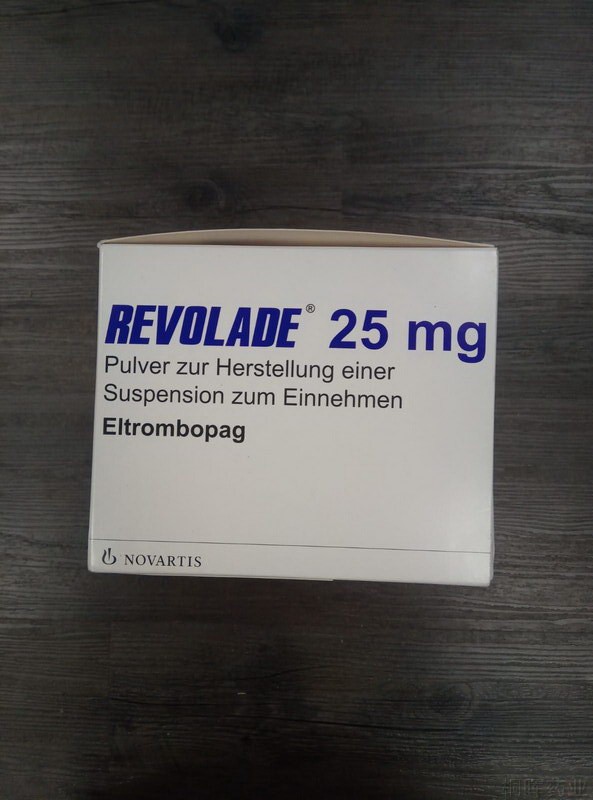 REVOLADE® 25 mg
Pulver zur Herstellung einer
Suspension zum Einnehmen
Eltrombopag
NOVARTIS